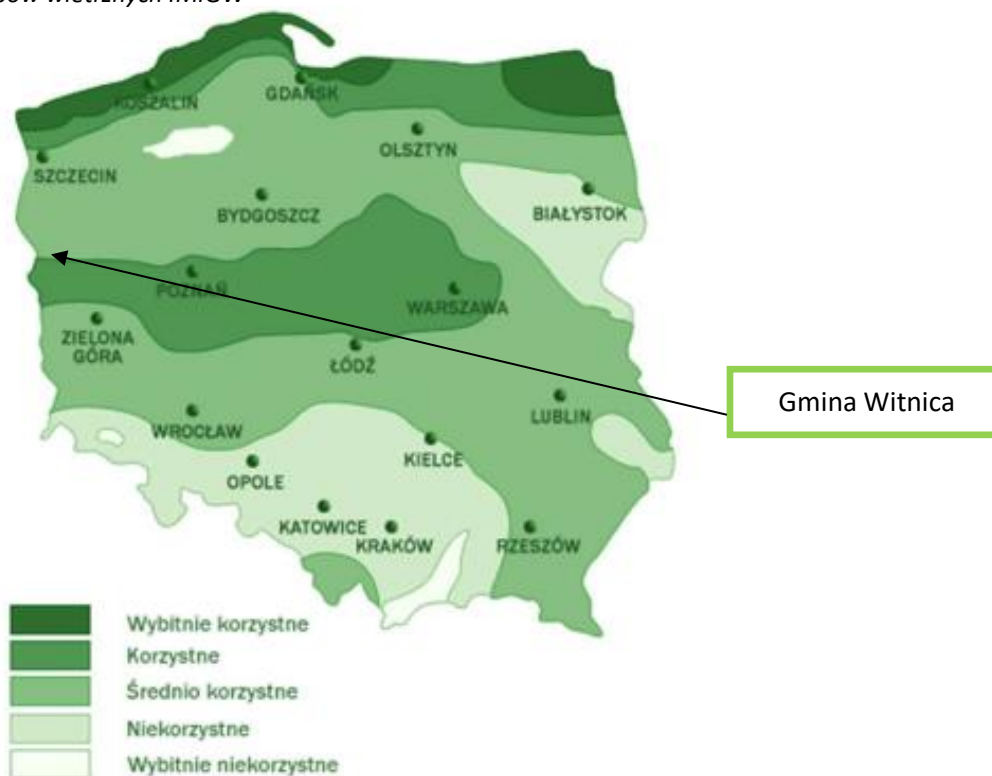 KOSZALIN
GDAŃSK
OLSZTYN
SZCZECIN
BYDGOSZCZ
BIAŁYSTOK
POZNAŃ
WARSZAWA
ZIELONA
GÓRA
ŁÓDŹ
Gmina Witnica
WROCŁAW
LUBLIN
KIELCE
OPOLE
KATOWICE
KRAKÓW
RZESZÓW
Wybitnie korzystne
Korzystne
Średnio korzystne
Niekorzystne
Wybitnie niekorzystne